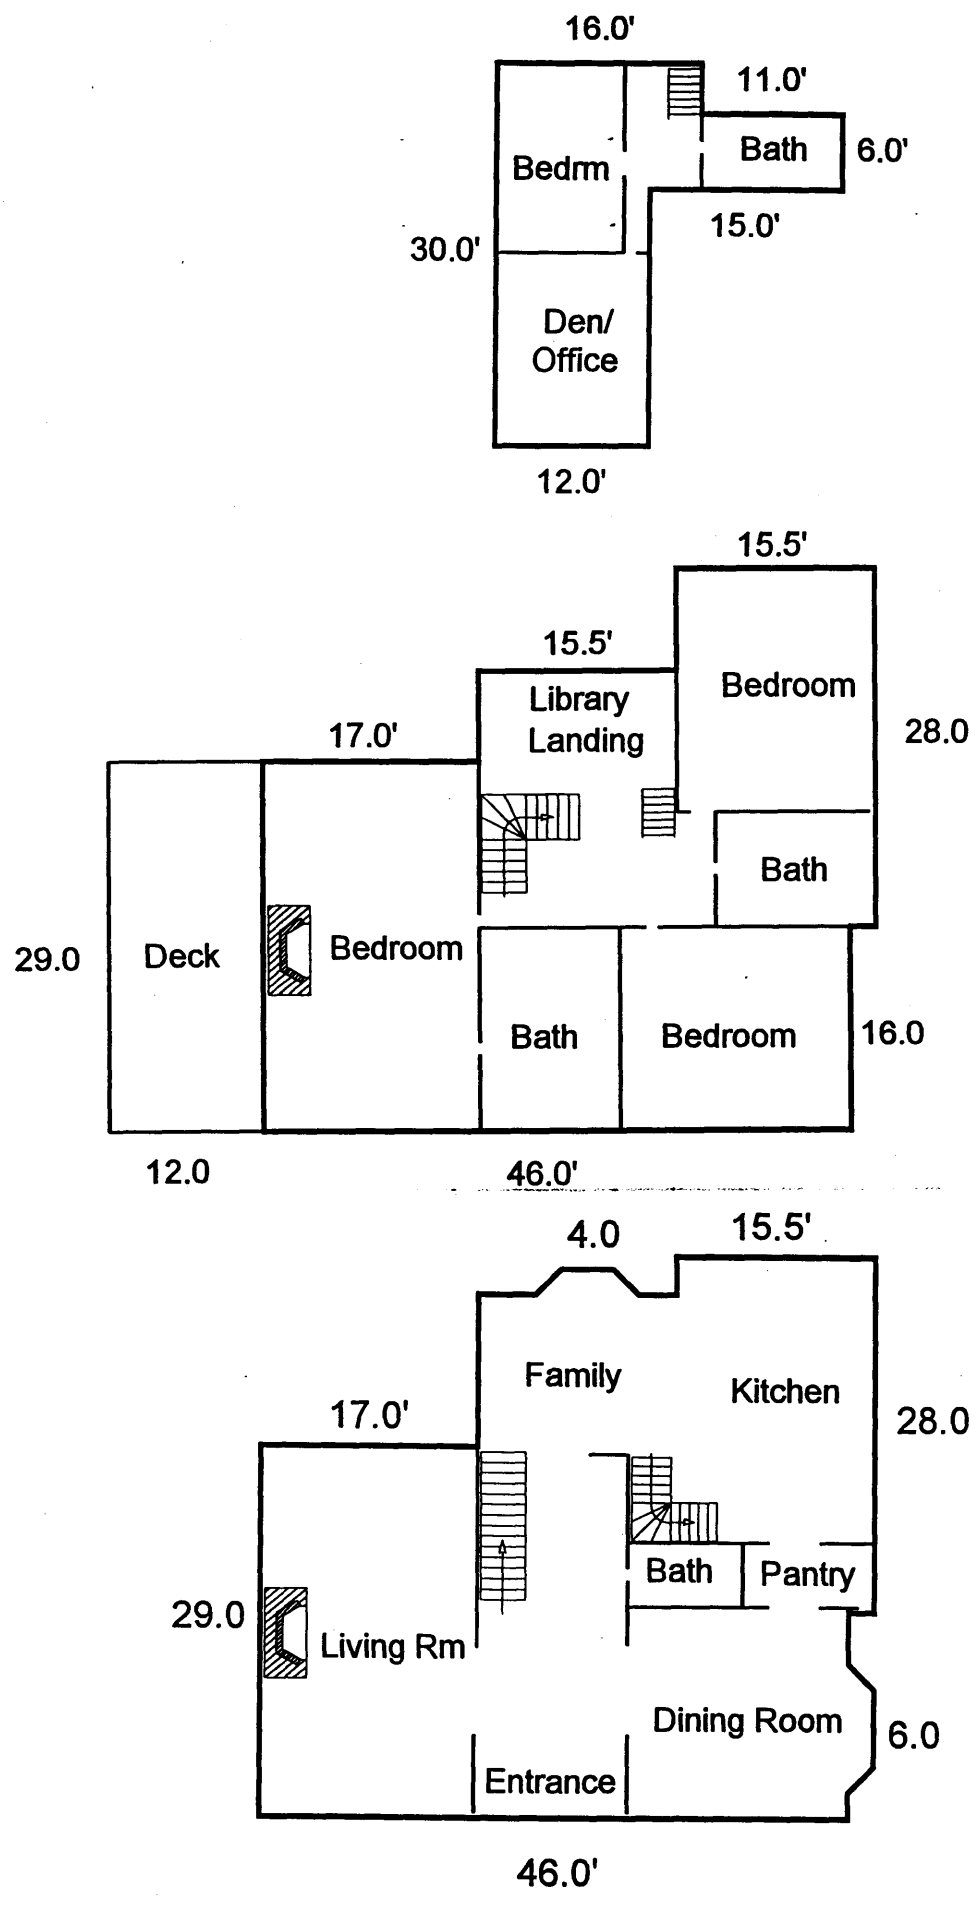 16.0'
11.0'
Bath
6.0'
Bedrm
15.0'
30.0'
Den/
Office
12.0'
15.5'
15.5'
Library
Landing
Bedroom
28.0
17.0'
Bath
29.0
Deck
Bedroom
Bath
Bedroom
16.0
12.0
46.0'
4.0
15.5'
Family
Kitchen
28.0
17.0'
Bath
Pantry
29.0
Living Rm
Dining Room
6.0
Entrance
46.0'